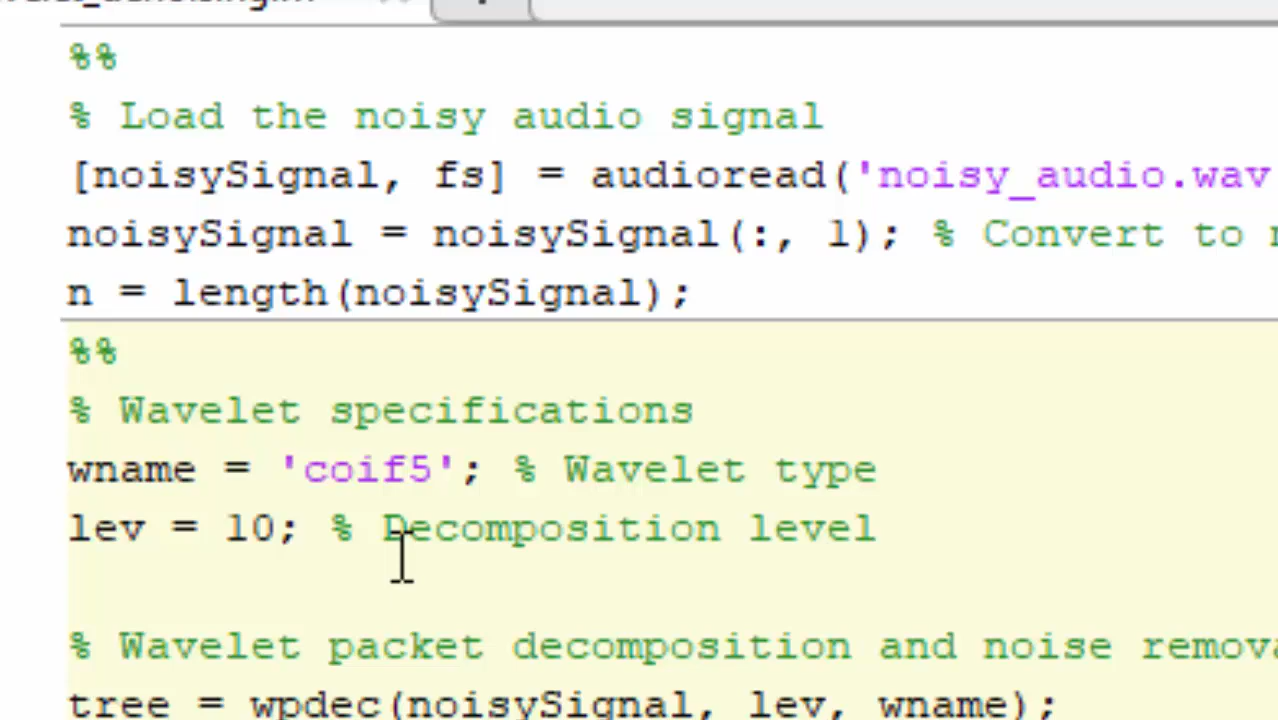 %%
% Load the noisy audio signal
[noisySignal, fs] = audioread('noisy_audio.wav
noisySignal = noisySignal(:, 1); % Convert to
n = length(noisySignal);
%%
% Wavelet specifications
wname = 'coif5'; % Wavelet type
lev = 10; % Decomposition level
% Wavelet packet decomposition and noise remova
tree = wpdec(noisySignal, lev, wname);